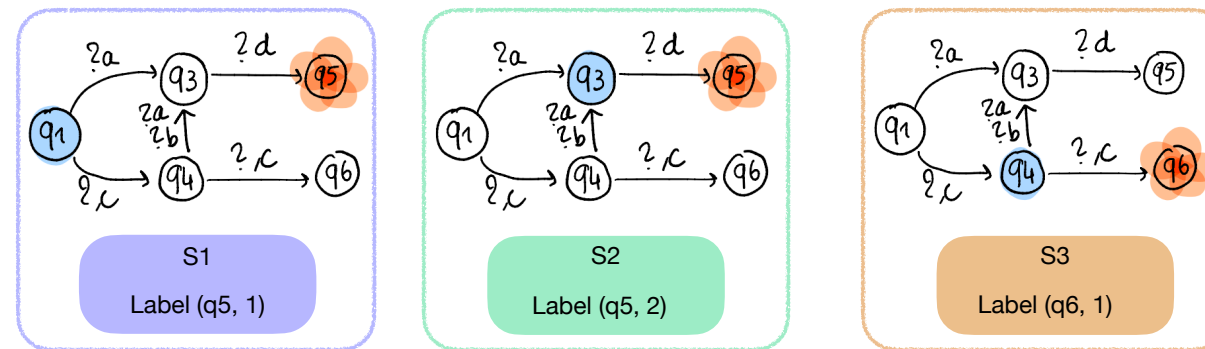 ?a
?d
q3
q5
q1
?a
?b
?c
q4
?c
q6
S1
Label (q5, 1)
?a
?d
q3
q5
q1
?a
?b
?c
q4
?c
q6
S2
Label (q5, 2)
?a
?d
q3
q5
q1
?a
?b
?c
q4
?c
q6
S3
Label (q6, 1)